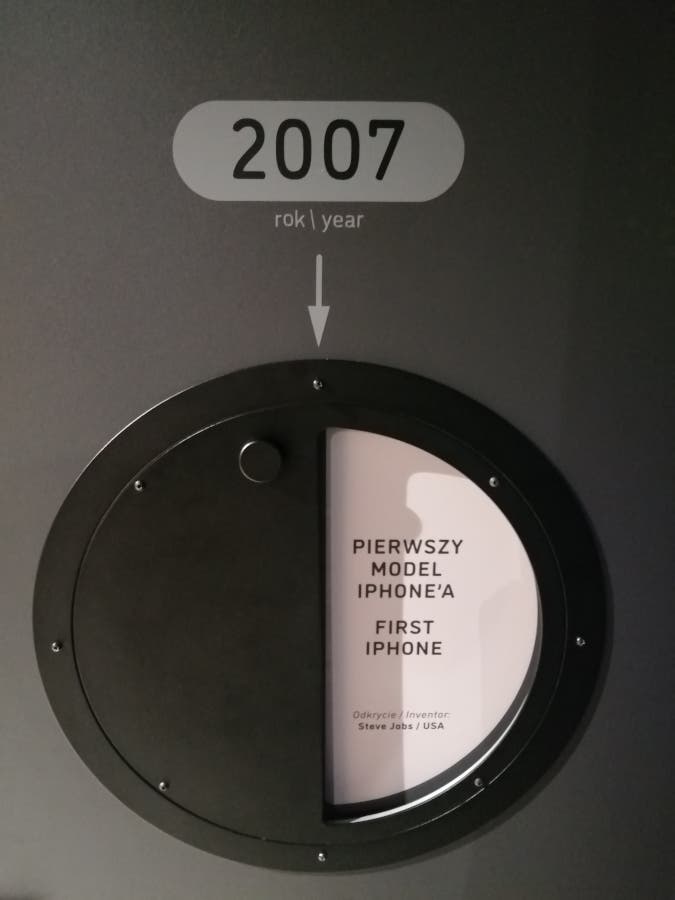 2007
rok \ year
PIERWSZY
MODEL
IPHONE'A
FIRST
IPHONE
Odkrycie / Inventor:
Steve Jobs / USA